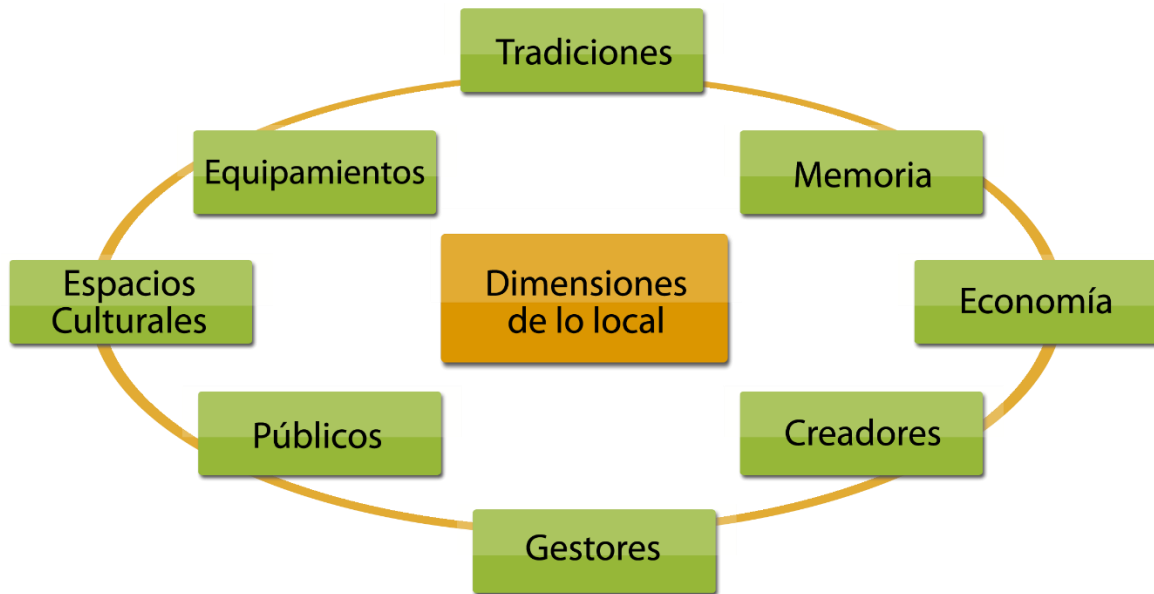 Tradiciones
Equipamientos
Memoria
Espacios
Culturales
Dimensiones
de lo local
Economía
Públicos
Creadores
Gestores